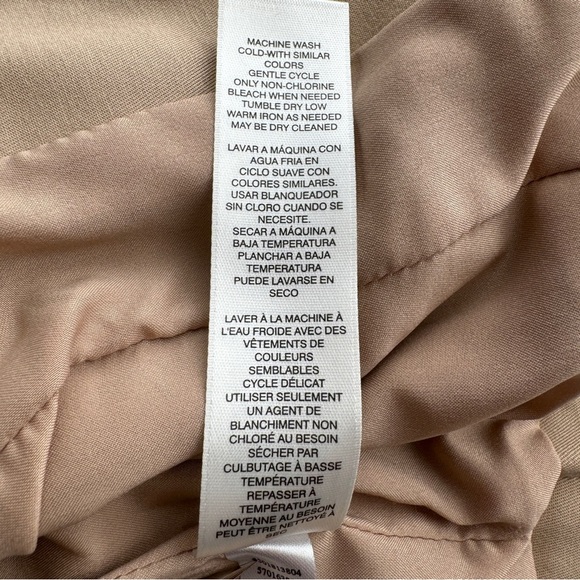 MACHINE WASH
COLD-WITH SIMILAR
COLORS
GENTLE CYCLE
ONLY NON-CHLORINE
BLEACH WHEN NEEDED
TUMBLE DRY LOW
WARM IRON AS NEEDED
MAY BE DRY CLEANED
LAVAR A MÁQUINA CON
AGUA FRIA EN
CICLO SUAVE CON
COLORES SIMILARES.
USAR BLANQUEADOR
SIN CLORO CUANDO SE
NECESITE.
SECAR A MÁQUINA A
BAJA TEMPERATURA
PLANCHAR A BAJA
TEMPERATURA
PUEDE LAVARSE EN
SECO
LAVER À LA MACHINE À
L'EAU FROIDE AVEC DES
VÊTEMENTS DE
COULEURS
SEMBLABLES
CYCLE DÉLICAT
UTILISER SEULEMENT
UN AGENT DE
BLANCHIMENT NON
CHLORÉ AU BESOIN
SÉCHER PAR
CULBUTAGE À BASSE
TEMPÉRATURE
REPASSER À
TEMPÉRATURE
MOYENNE AU BESOIN
PEUT ÊTRE NETTOYÉ À
SEC